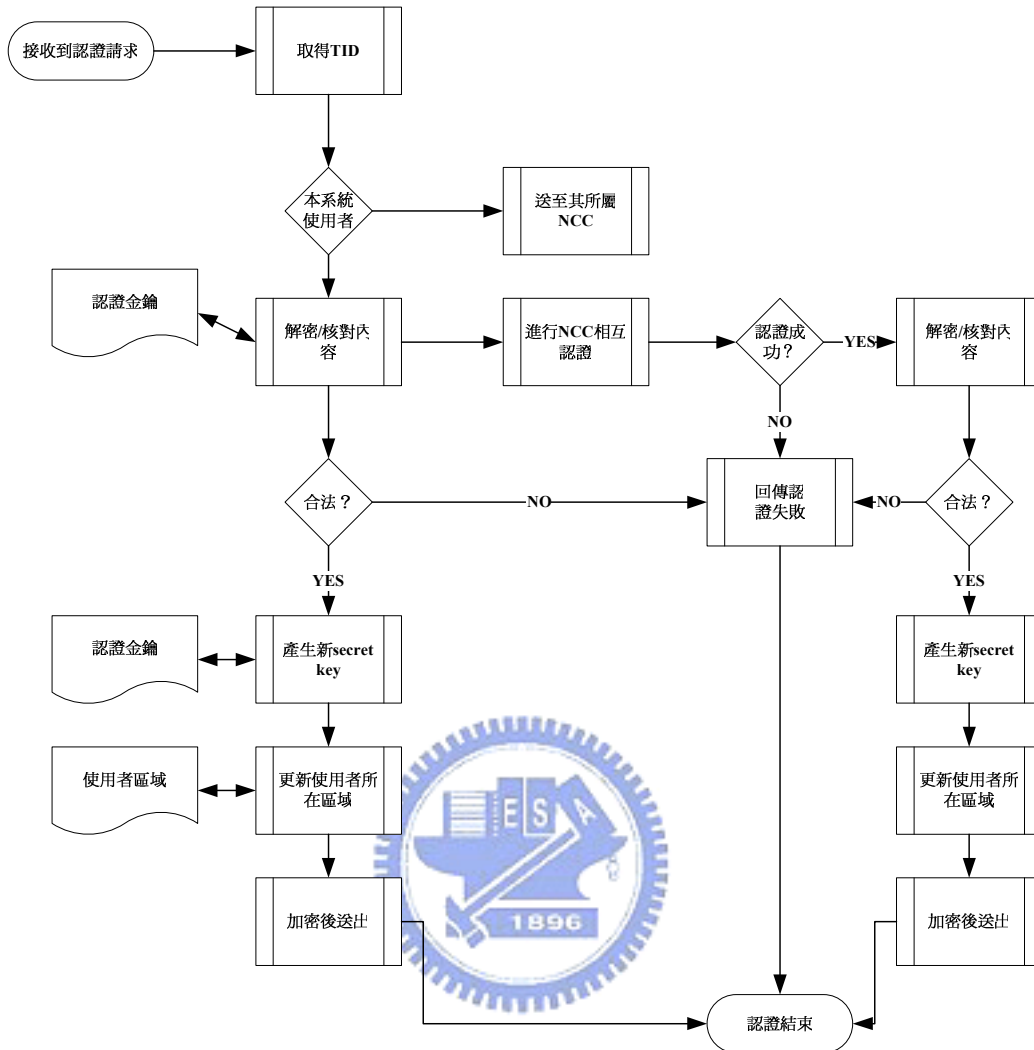 接收到認證請求
取得TID
本系統
使用者
送至其所屬
NCC
認證金鑰
解密/核對內
容
進行NCC相互
認證
認證成
功？
YES
解密/核對內
容
NO
合法？
NO
回傳認
證失敗
NO
合法？
YES
YES
認證金鑰
產生新secret
key
產生新secret
key
使用者區域
更新使用者所
在區域
更新使用者所
在區域
E S A
加密後送出
1896
加密後送出
認證結束